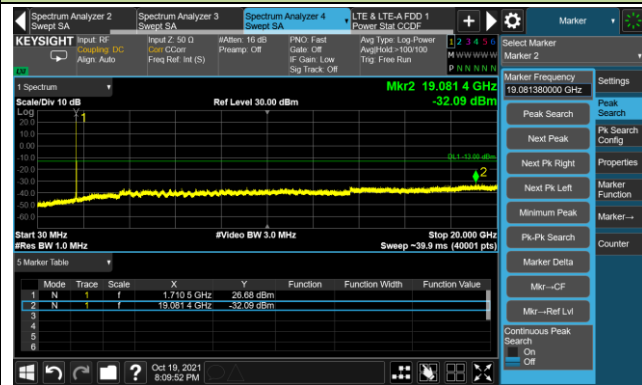 Spectrum Analyzer 2
Swept SA
Spectrum Analyzer 3
Swept SA
Spectrum Analyzer 4
Swept SA
LTE & LTE-A FDD 1
Power Stat CCDF
Marker
KEYSIGHT
Input: RF
Coupling: DC
Align: Auto
Input Z: 50 Ω
Corr CCorr
Freq Ref: Int (S)
#Atten: 16 dB
Preamp: Off
PNO: Fast
Gate: Off
IF Gain: Low
Sig Track: Off
Avg Type: Log-Power
Avg|Hold:>100/100
Trig: Free Run
1 2 3 4 5 6
M W W W W W
P N N N N N
Select Marker
Marker 2
LXI
1 Spectrum
Mkr2 19.081 4 GHz
-32.09 dBm
Scale/Div 10 dB
Ref Level 30.00 dBm
Log
20.0
10.0
0.00
-10.0
-20.0
-30.0
-40.0
-50.0
-60.0
1
DL1 -13.00 dBm
2
Start 30 MHz
#Video BW 3.0 MHz
Stop 20.000 GHz
#Res BW 1.0 MHz
Sweep ~39.9 ms (40001 pts)
5 Marker Table
Mode Trace Scale X Y Function Function Width Function Value
1 N 1 f 1.710 5 GHz 26.68 dBm
2 N 1 f 19.081 4 GHz -32.09 dBm
3
4
5
6
Marker Frequency
19.081380000 GHz
Peak Search
Next Peak
Next Pk Right
Next Pk Left
Minimum Peak
Pk-Pk Search
Marker Delta
Mkr→CF
Mkr→Ref Lvl
Continuous Peak
Search
On
Off
Settings
Peak
Search
Pk Search
Config
Properties
Marker
Function
Marker→
Counter
?
Oct 19, 2021
8:09:52 PM